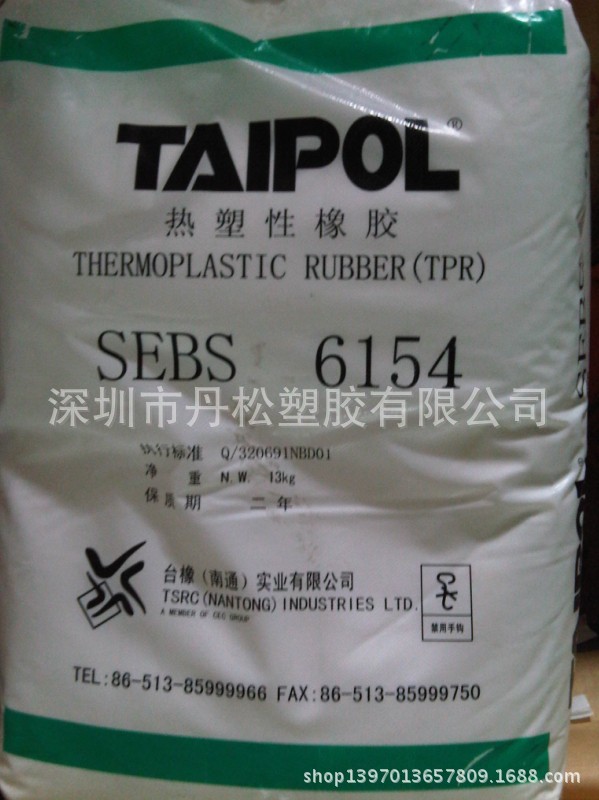 TAIPOL®
热塑性橡胶
THERMOPLASTIC RUBBER(TPR)
SEBS 6154
深圳市丹松塑胶有限公司
执行标准 Q/320691NBD01
净 重 N.W. 13kg
保质期 二年
台橡(南通)实业有限公司
TSRC(NANTONG)INDUSTRIES LTD.
A MEMBER OF CEC GROUP
禁用手钩
TEL:86-513-85999966 FAX:86-513-85999750
shop1397013657809.1688.com